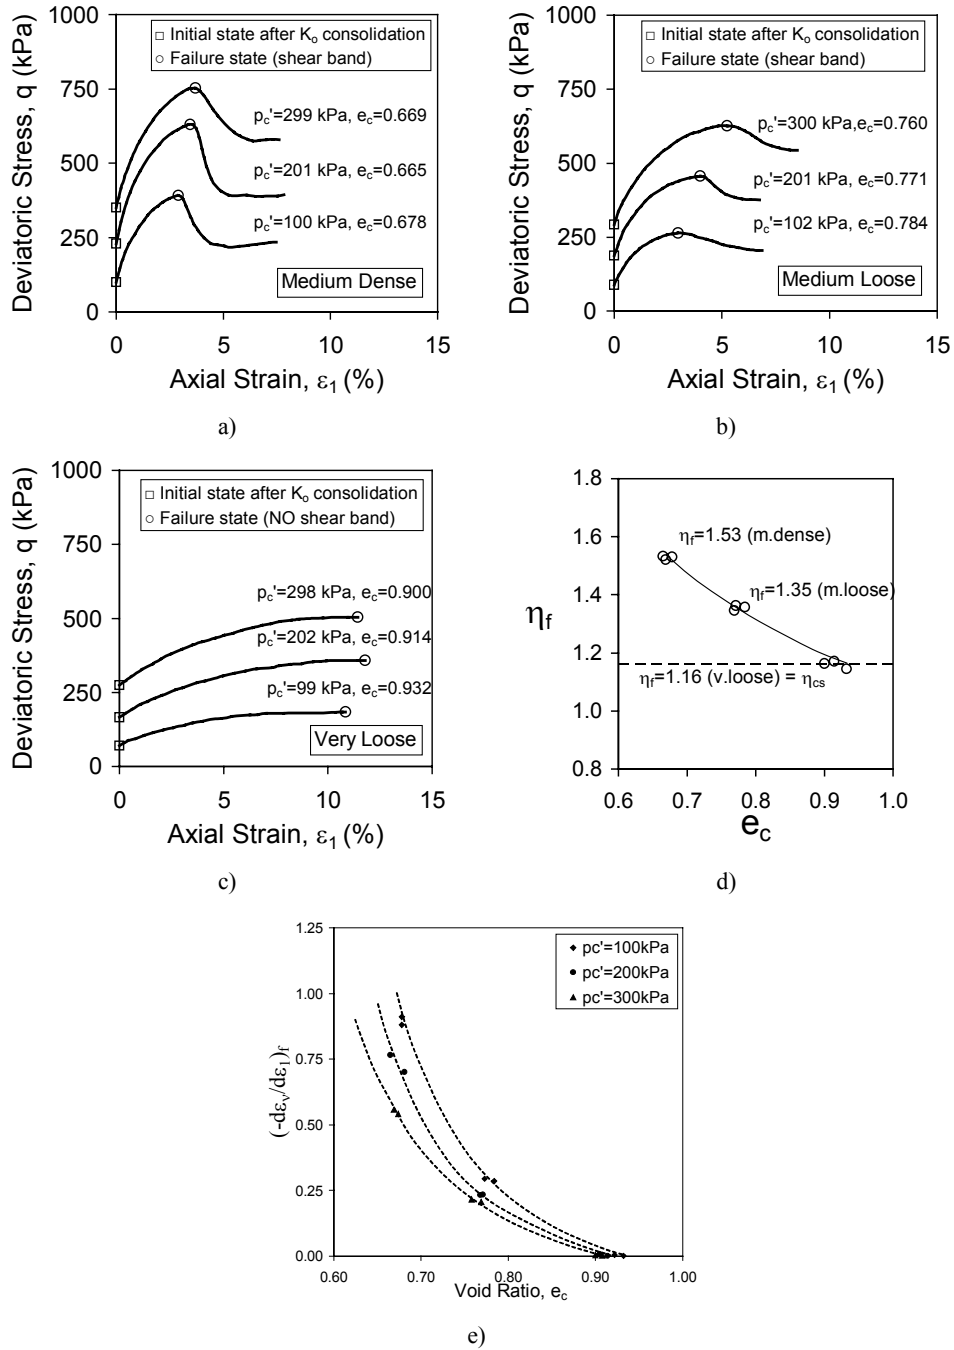 Deviatoric Stress, q (kPa)
1000
750
500
250
0
□ Initial state after Ko consolidation
○ Failure state (shear band)
pc'=299 kPa, ec=0.669
pc'=201 kPa, ec=0.665
pc'=100 kPa, ec=0.678
Medium Dense
0 5 10 15
Axial Strain, ε1 (%)
a)
Deviatoric Stress, q (kPa)
1000
750
500
250
0
□ Initial state after Ko consolidation
○ Failure state (shear band)
pc'=300 kPa,ec=0.760
pc'=201 kPa, ec=0.771
pc'=102 kPa, ec=0.784
Medium Loose
0 5 10 15
Axial Strain, ε1 (%)
b)
Deviatoric Stress, q (kPa)
1000
750
500
250
0
□ Initial state after Ko consolidation
○ Failure state (NO shear band)
pc'=298 kPa, ec=0.900
pc'=202 kPa, ec=0.914
pc'=99 kPa, ec=0.932
Very Loose
0 5 10 15
Axial Strain, ε1 (%)
c)
ηf
1.8
1.6
1.4
1.2
1.0
0.8
ηf=1.53 (m.dense)
ηf=1.35 (m.loose)
ηf=1.16 (v.loose) = ηcs
0.6 0.7 0.8 0.9 1.0
ec
d)
(-dεv/dε1)f
1.25
1.00
0.75
0.50
0.25
0.00
♦ pc'=100kPa
● pc'=200kPa
▲ pc'=300kPa
0.60 0.70 0.80 0.90 1.00
Void Ratio, ec
e)